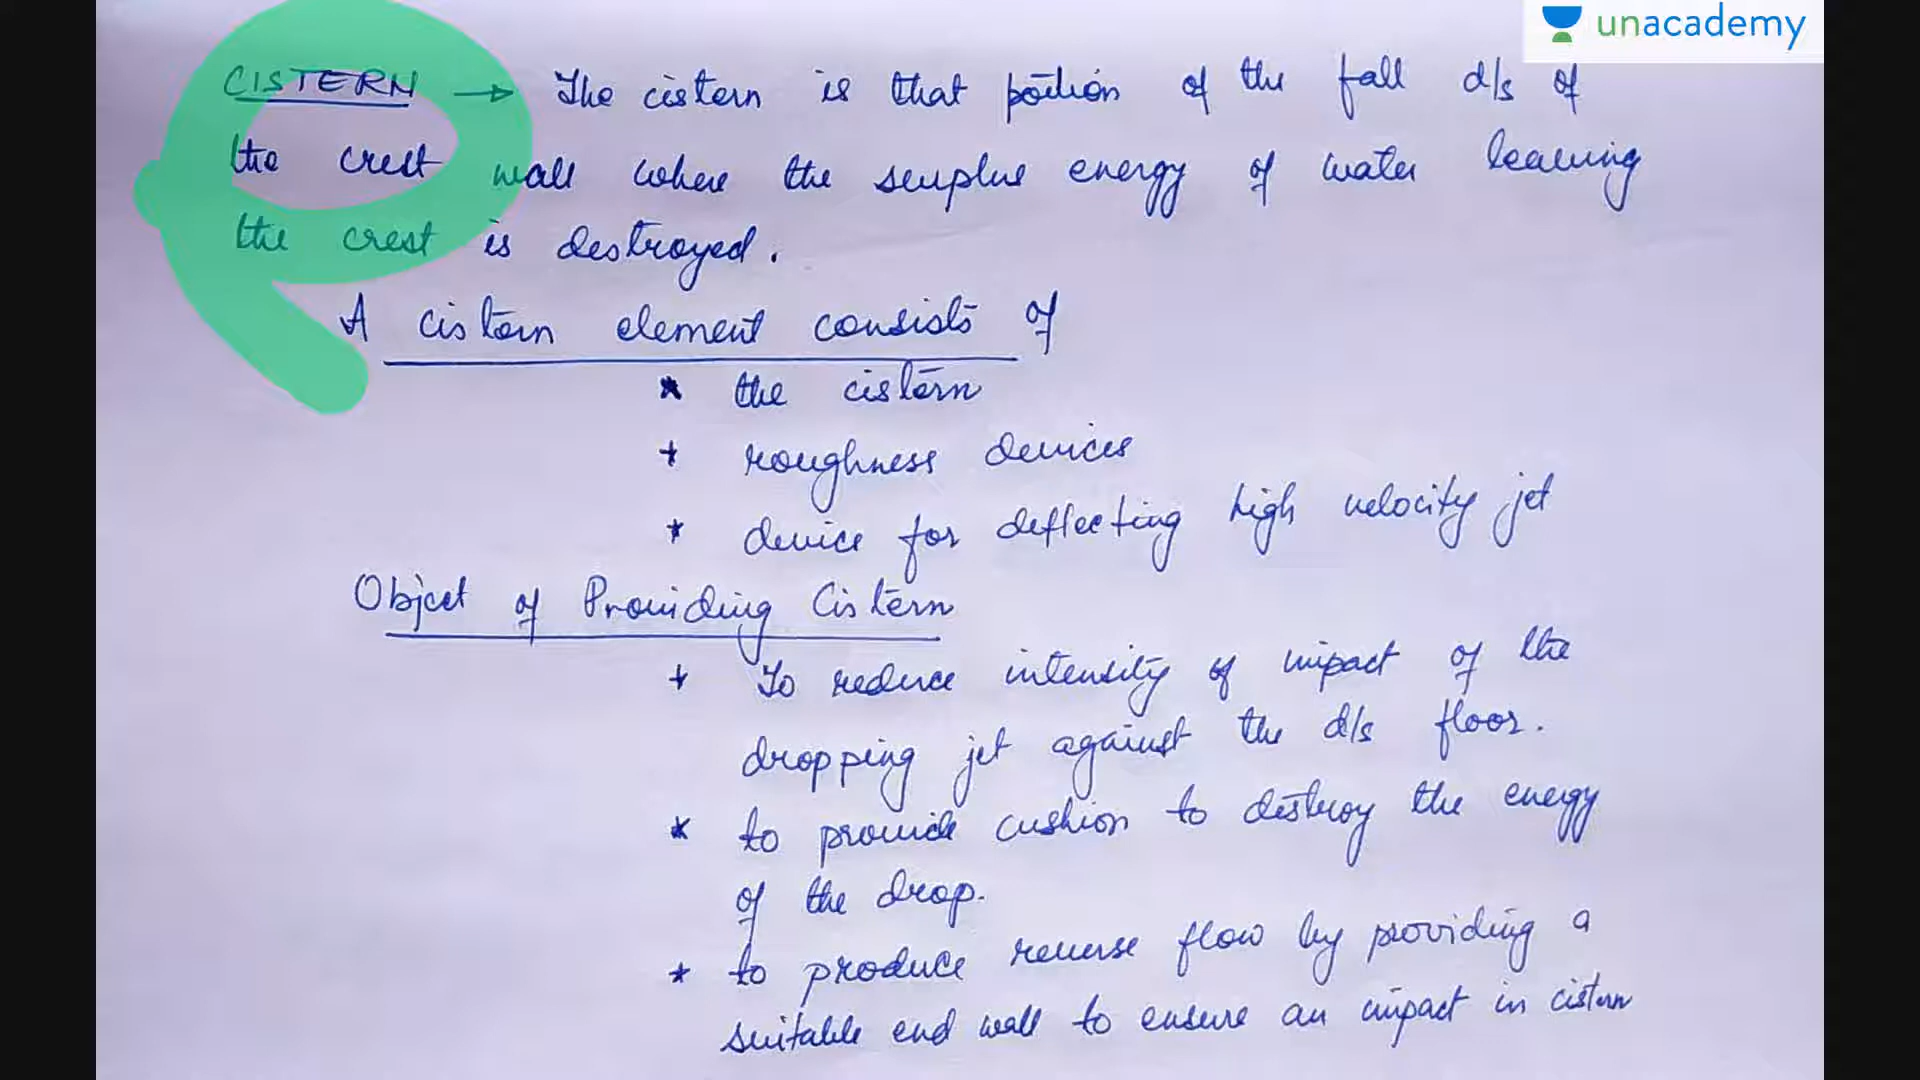 unacademy
CISTERN → The cistern is that portion of the fall d/s of
the crest wall where the surplus energy of water leaving
the crest is destroyed.
A cistern element consists of
* the cistern
+ roughness devices
* device for deflecting high velocity jet
Object of Providing Cistern
+ To reduce intensity of impact of the
dropping jet against the d/s floor.
* to provide cushion to destroy the energy
of the drop.
* to produce reverse flow by providing a
suitable end wall to ensure an impact in cistern